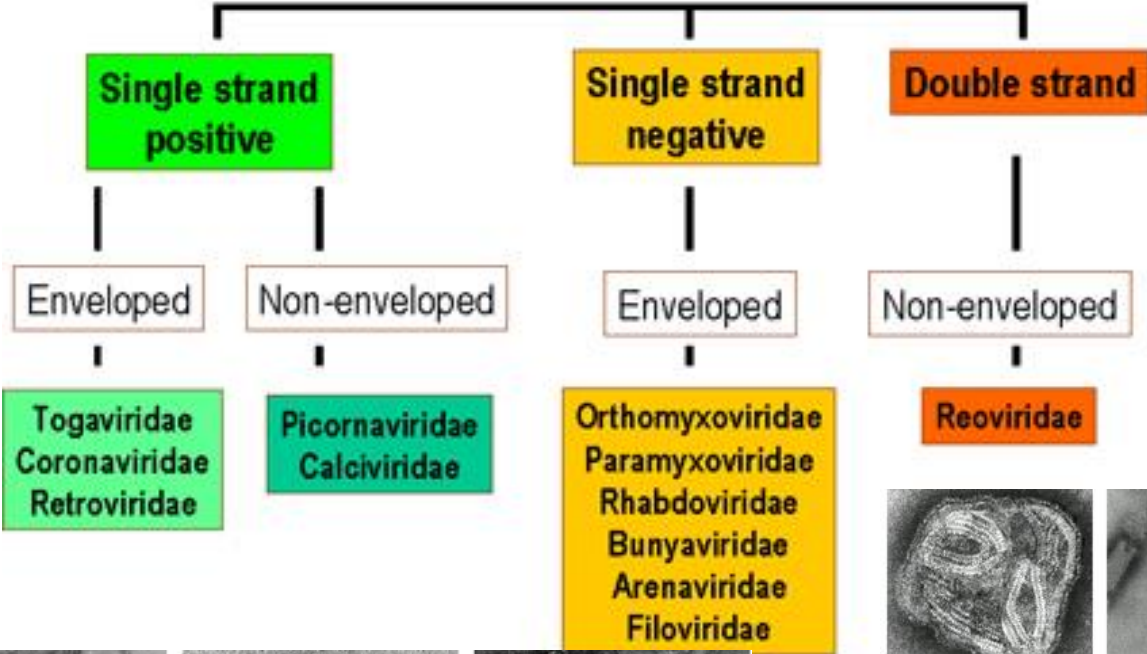 Single strand
positive
Single strand
negative
Double strand
Enveloped
Non-enveloped
Enveloped
Non-enveloped
Togaviridae
Coronaviridae
Retroviridae
Picornaviridae
Calciviridae
Orthomyxoviridae
Paramyxoviridae
Rhabdoviridae
Bunyaviridae
Arenaviridae
Filoviridae
Reoviridae